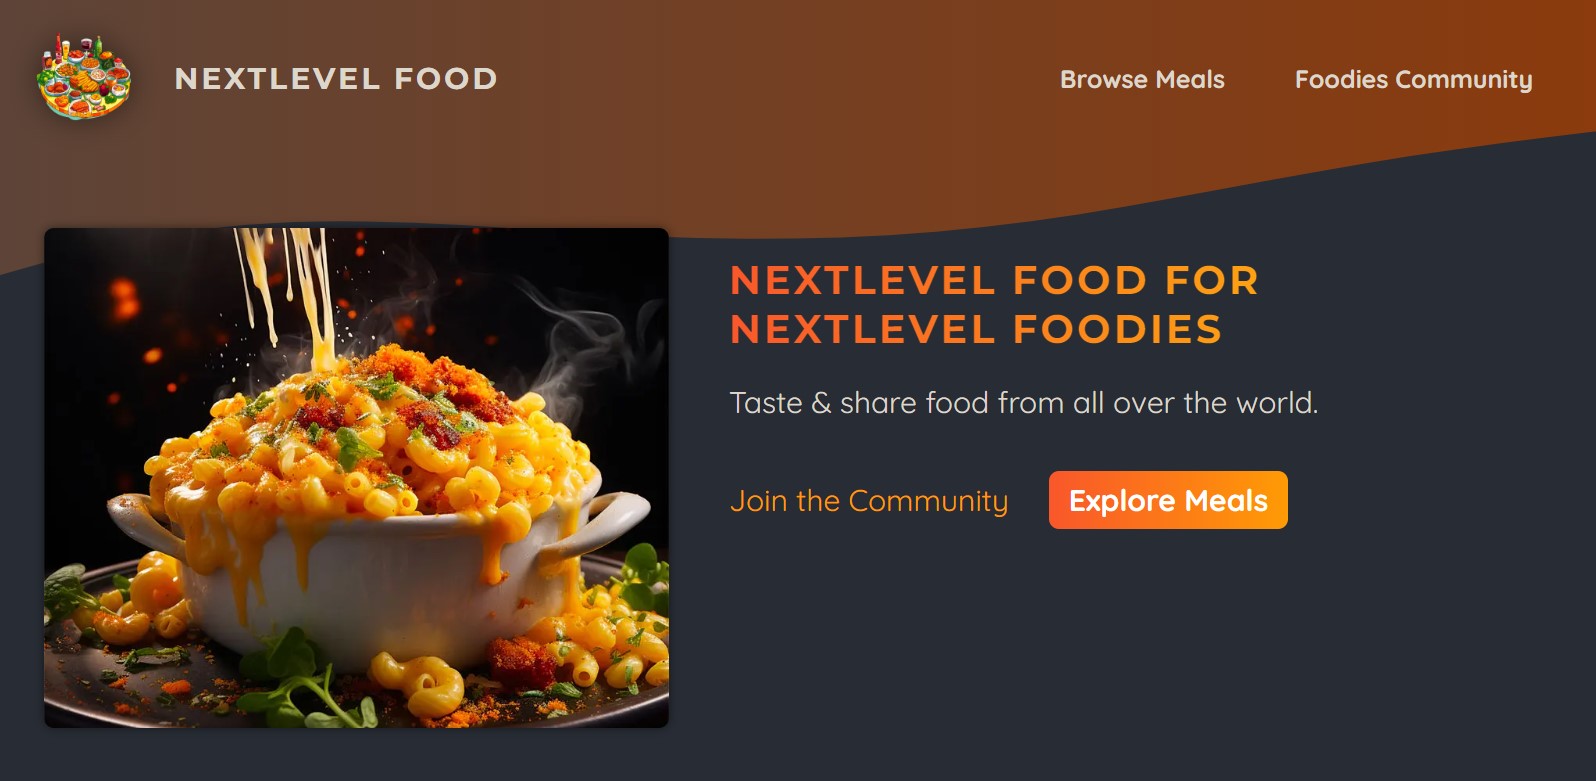 NEXTLEVEL FOOD
Browse Meals
Foodies Community
NEXTLEVEL FOOD FOR
NEXTLEVEL FOODIES
Taste & share food from all over the world.
Join the Community
Explore Meals